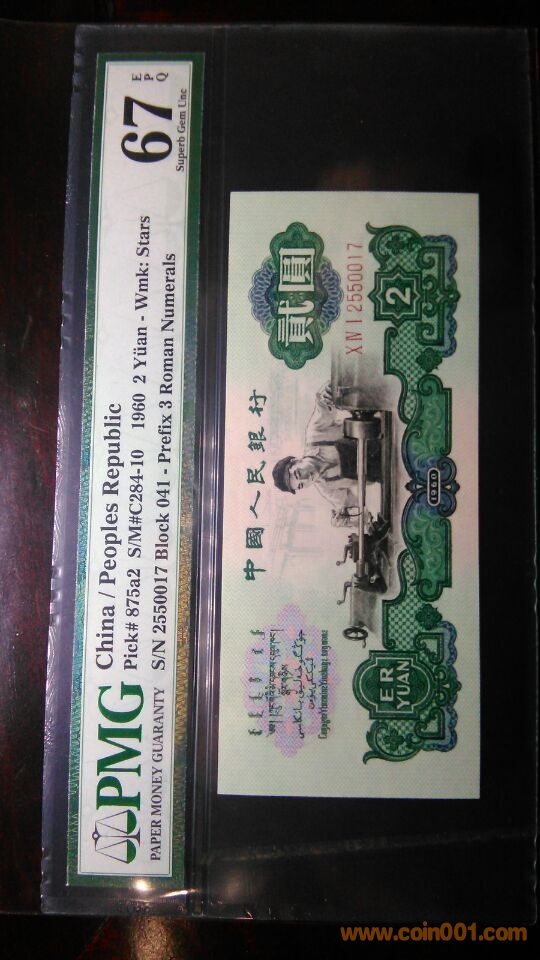 PMG
PAPER MONEY GUARANTY
China / Peoples Republic
Pick# 875a2 S/M#C284-10 1960 2 Yüan - Wmk: Stars
S/N 2550017 Block 041 - Prefix 3 Roman Numerals
67
EPQ
Superb Gem Unc
中國人民銀行
貳圓
2550017
2
1960
ER
YUAN
www.coin001.com